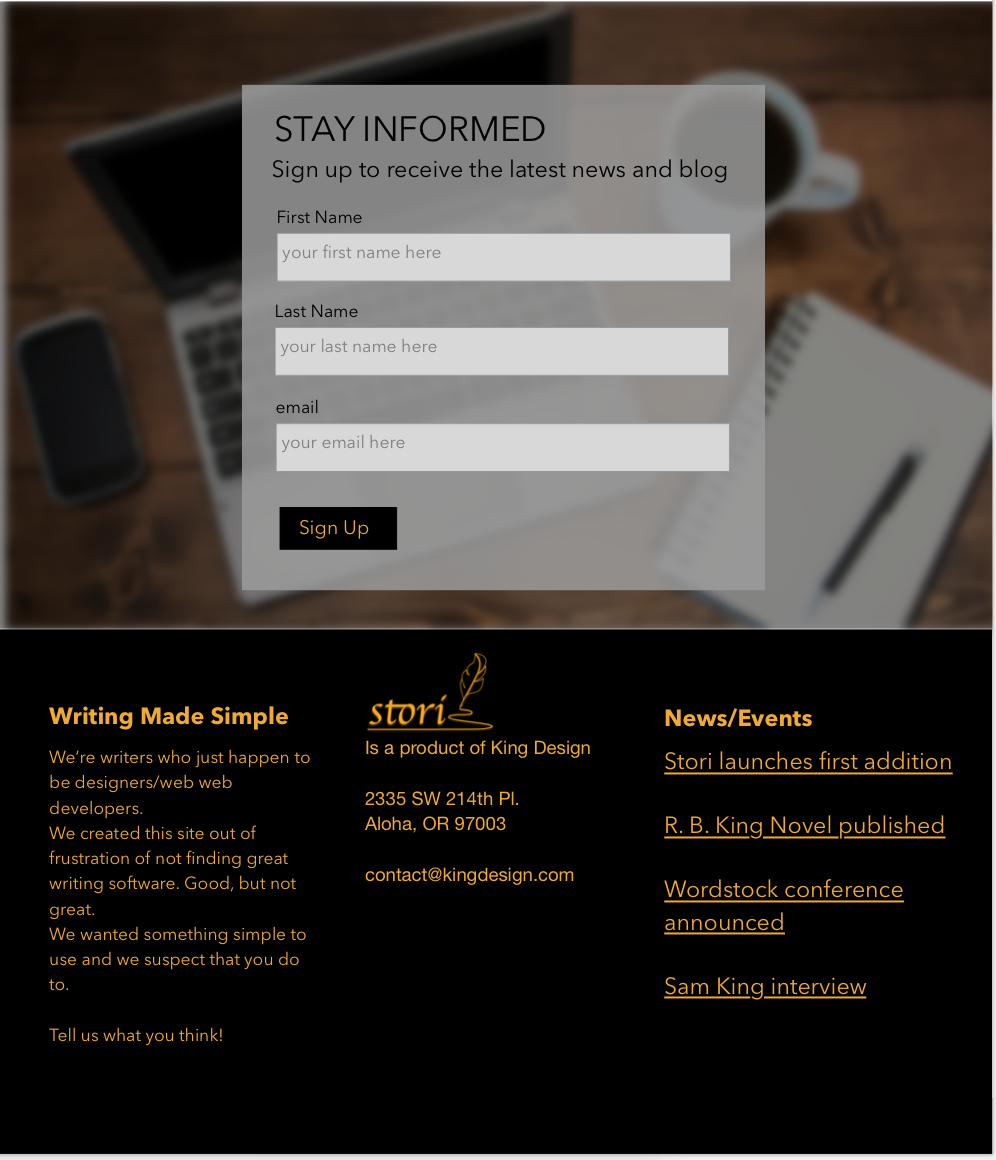 STAY INFORMED
Sign up to receive the latest news and blog
First Name
your first name here
Last Name
your last name here
email
your email here
Sign Up
Writing Made Simple
We’re writers who just happen to
be designers/web web
developers.
We created this site out of
frustration of not finding great
writing software. Good, but not
great.
We wanted something simple to
use and we suspect that you do
to.
Tell us what you think!
stori
Is a product of King Design
2335 SW 214th Pl.
Aloha, OR 97003
contact@kingdesign.com
News/Events
Stori launches first addition
R. B. King Novel published
Wordstock conference
announced
Sam King interview